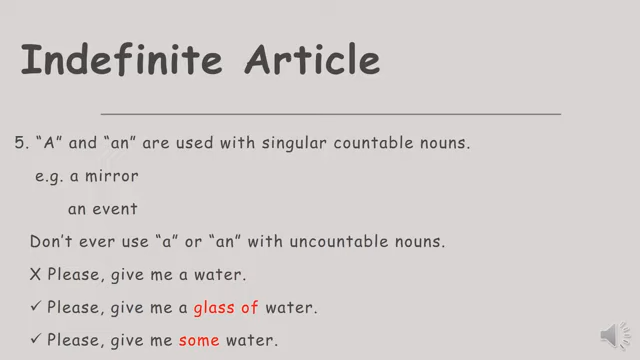 Indefinite Article
5. “A” and “an” are used with singular countable nouns.
e.g. a mirror
an event
Don’t ever use “a” or “an” with uncountable nouns.
X Please, give me a water.
✓ Please, give me a glass of water.
✓ Please, give me some water.